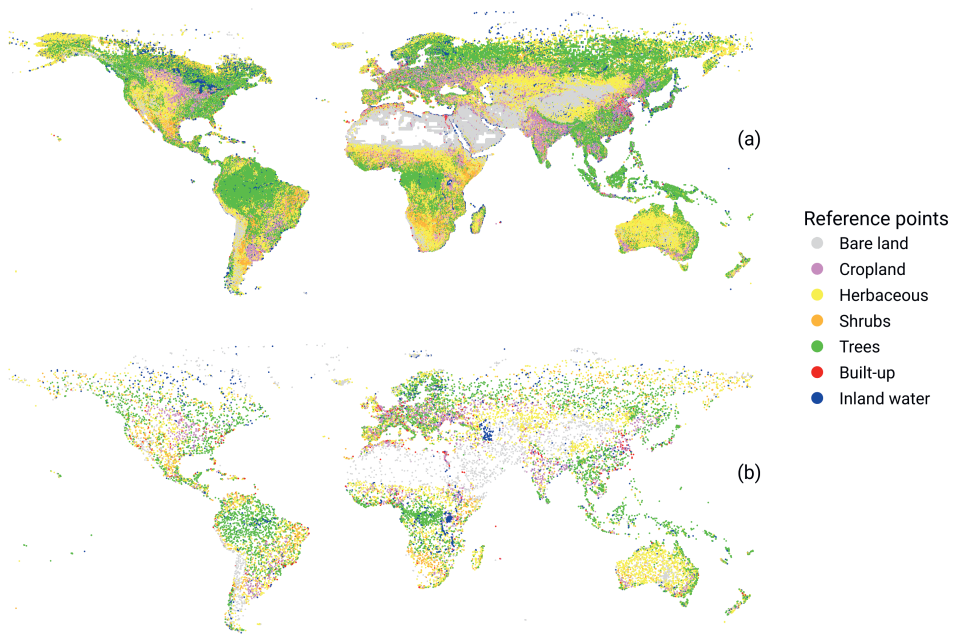 (a)
Reference points
Bare land
Cropland
Herbaceous
Shrubs
Trees
Built-up
Inland water
(b)